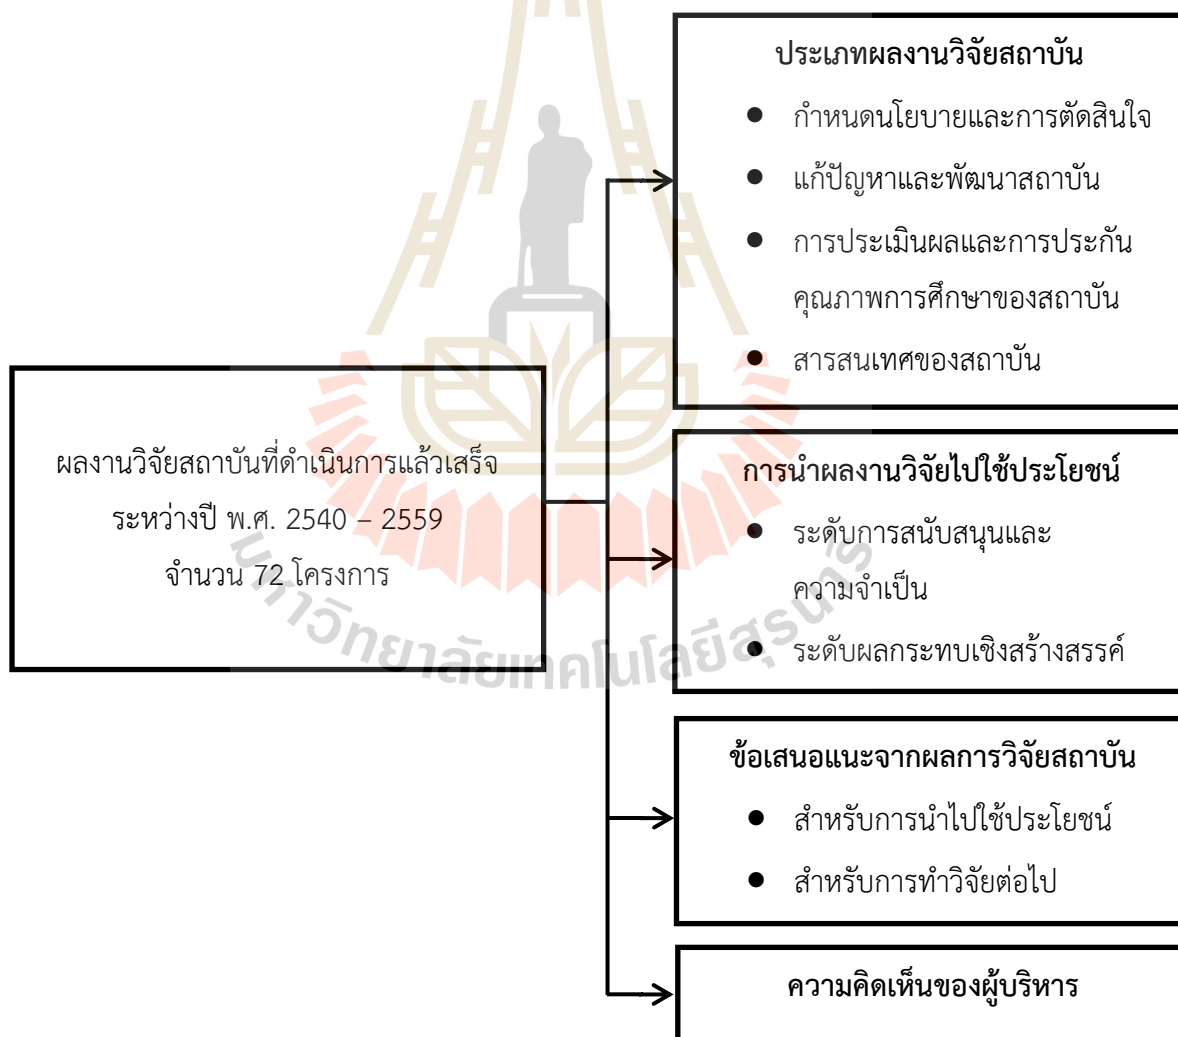 ประเภทผลงานวิจัยสถาบัน
● กำหนดนโยบายและการตัดสินใจ
● แก้ปัญหาและพัฒนาสถาบัน
● การประเมินผลและการประกัน
คุณภาพการศึกษาของสถาบัน
● สารสนเทศของสถาบัน
ผลงานวิจัยสถาบันที่ดำเนินการแล้วเสร็จ
ระหว่างปี พ.ศ. 2540 – 2559
จำนวน 72 โครงการ
การนำผลงานวิจัยไปใช้ประโยชน์
● ระดับการสนับสนุนและ
ความจำเป็น
● ระดับผลกระทบเชิงสร้างสรรค์
มหาวิทยาลัยเทคโนโลยีสุรนารี
ข้อเสนอแนะจากผลการวิจัยสถาบัน
● สำหรับการนำไปใช้ประโยชน์
● สำหรับการทำวิจัยต่อไป
ความคิดเห็นของผู้บริหาร